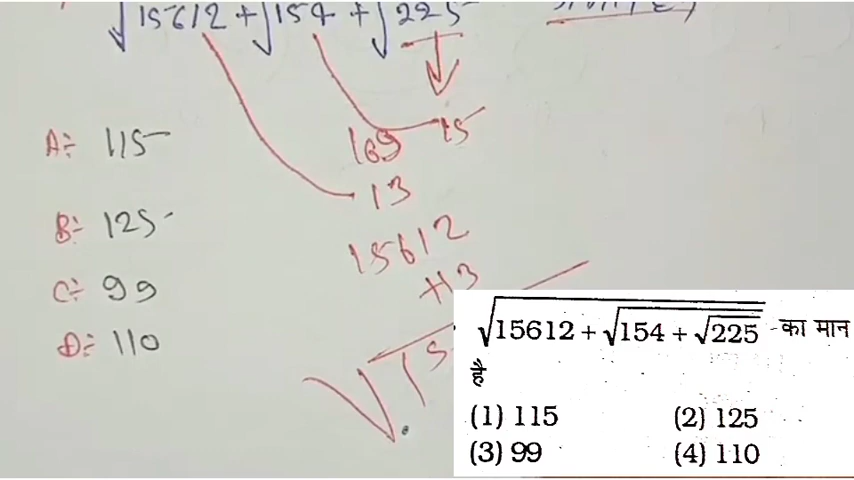 √15612 + √154 + √225
A:- 115
169 15
13
B:- 125
15612
+13
C:- 99
D:- 110
√15
√15612 + √154 + √225 का मान
है
(1) 115 (2) 125
(3) 99 (4) 110